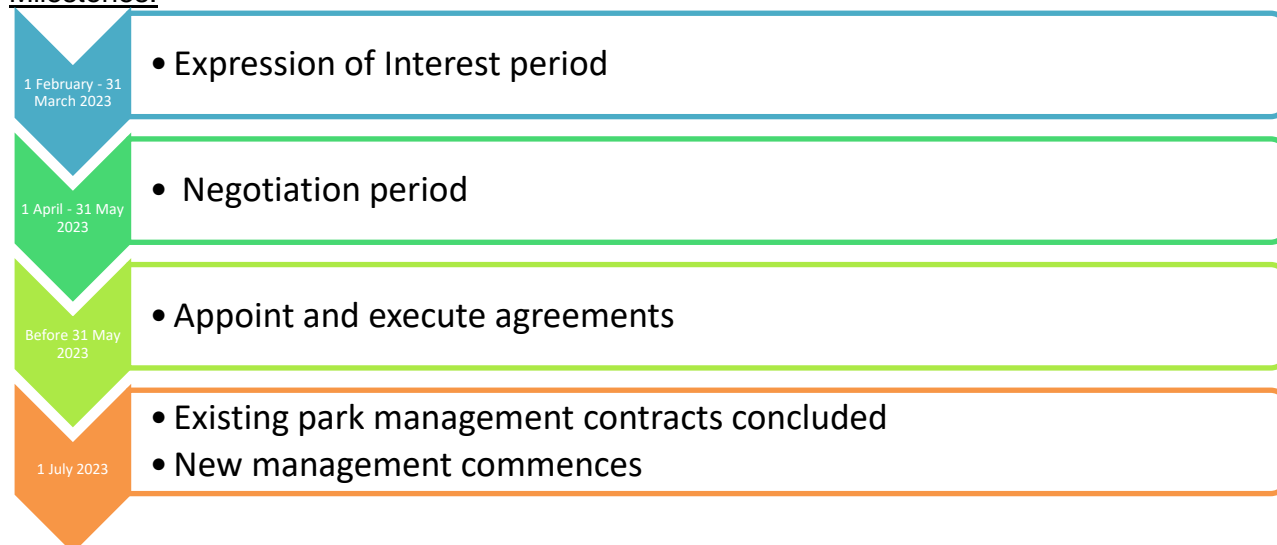 Milestones:
1 February - 31
March 2023
• Expression of Interest period
1 April - 31 May
2023
• Negotiation period
Before 31 May
2023
• Appoint and execute agreements
1 July 2023
• Existing park management contracts concluded
• New management commences